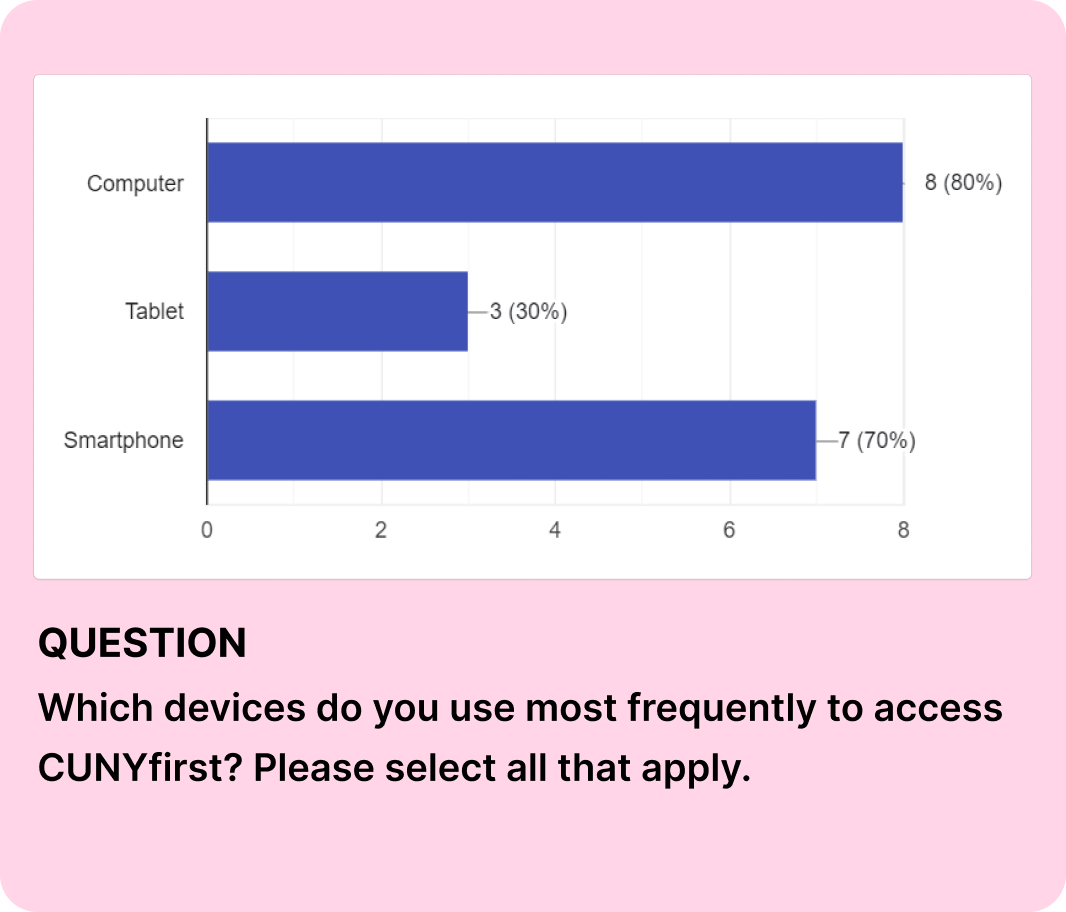 Computer
8 (80%)
Tablet
3 (30%)
Smartphone
7 (70%)
0 2 4 6 8
QUESTION
Which devices do you use most frequently to access
CUNYfirst? Please select all that apply.